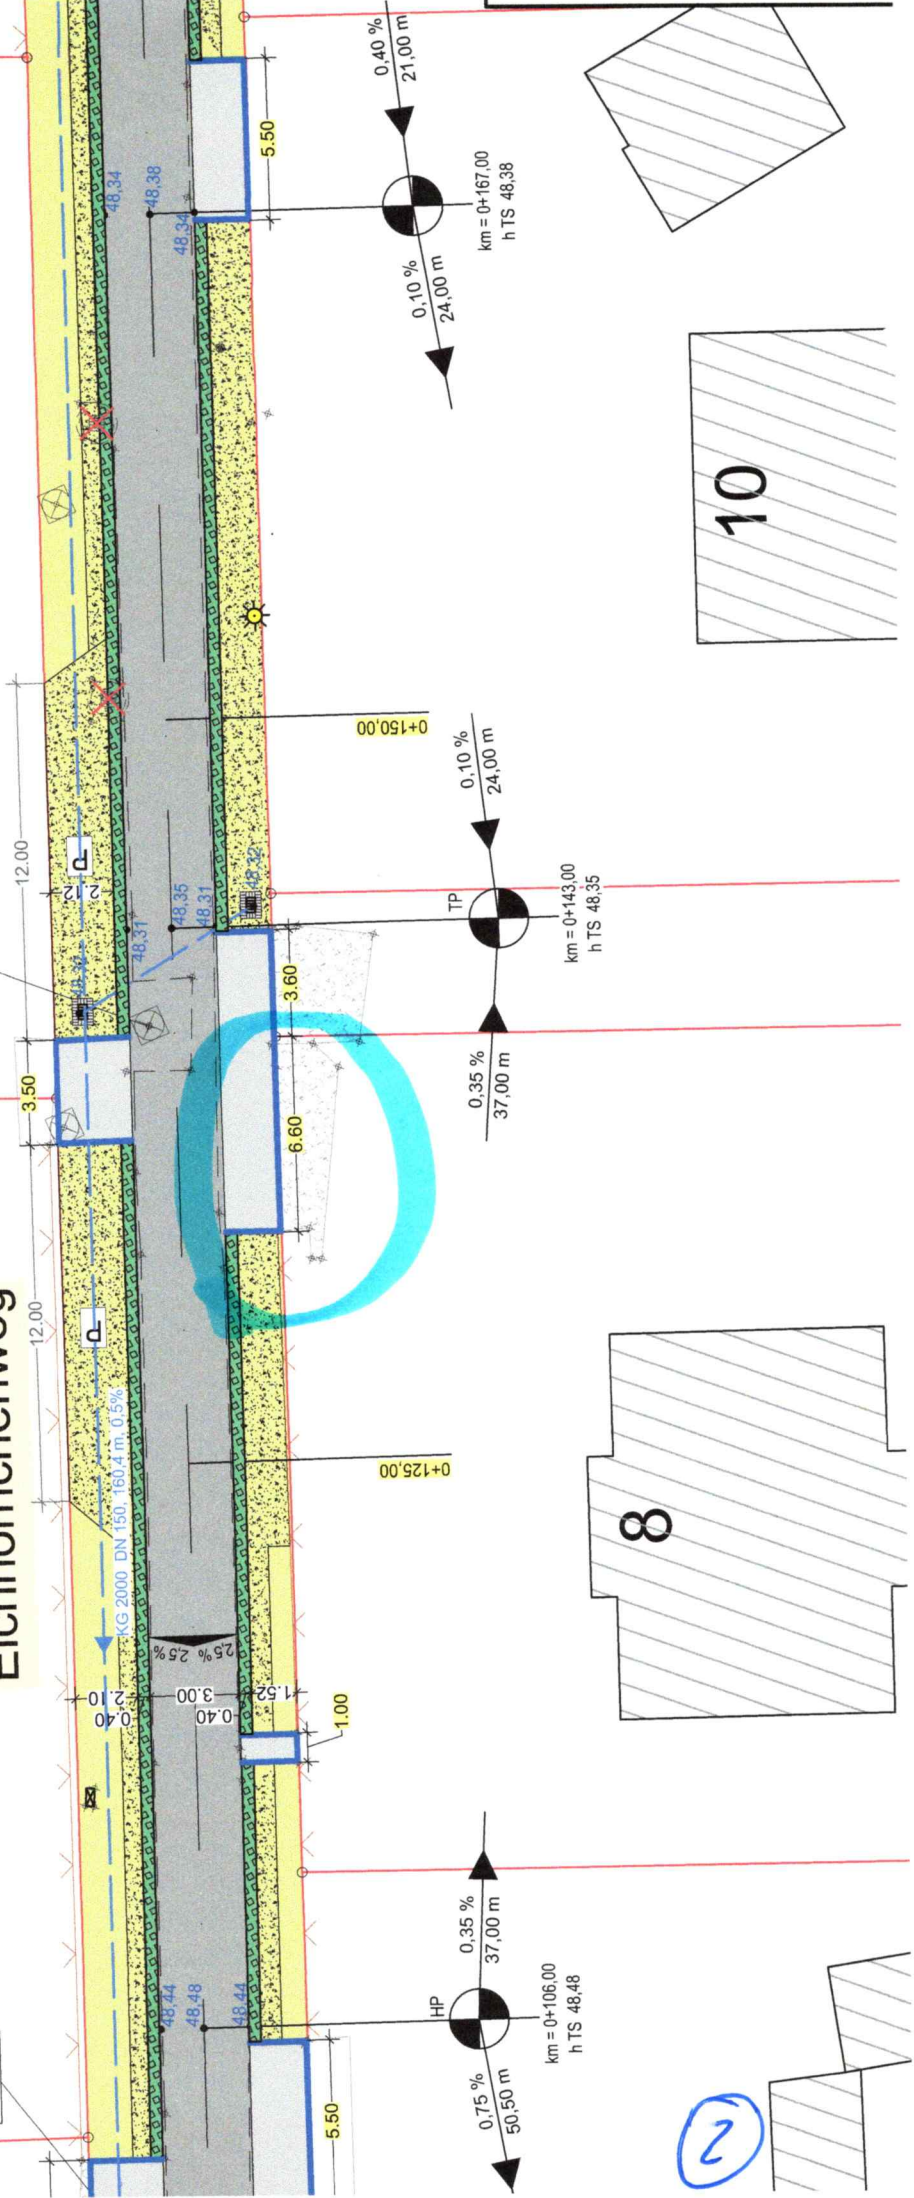 Eichhörnchenweg
12.00
3.50
12.00
P
P
2.12
KG 2000 DN 150, 160,4 m, 0,5%
48,44
48,48
48,44
2.10
0.40
3.00
0.40
1.52
2,5 %
2,5 %
1.00
5.50
48,31
48,35
48,31
48,32
3.60
6.60
48,34
48,38
48,34
5.50
0+125,00
0+150,00
0,75 %
50,50 m
HP
0,35 %
37,00 m
km = 0+106,00
h TS 48,48
0,35 %
37,00 m
TP
0,10 %
24,00 m
km = 0+143,00
h TS 48,35
0,10 %
24,00 m
0,40 %
21,00 m
km = 0+167,00
h TS 48,38
8
10
2